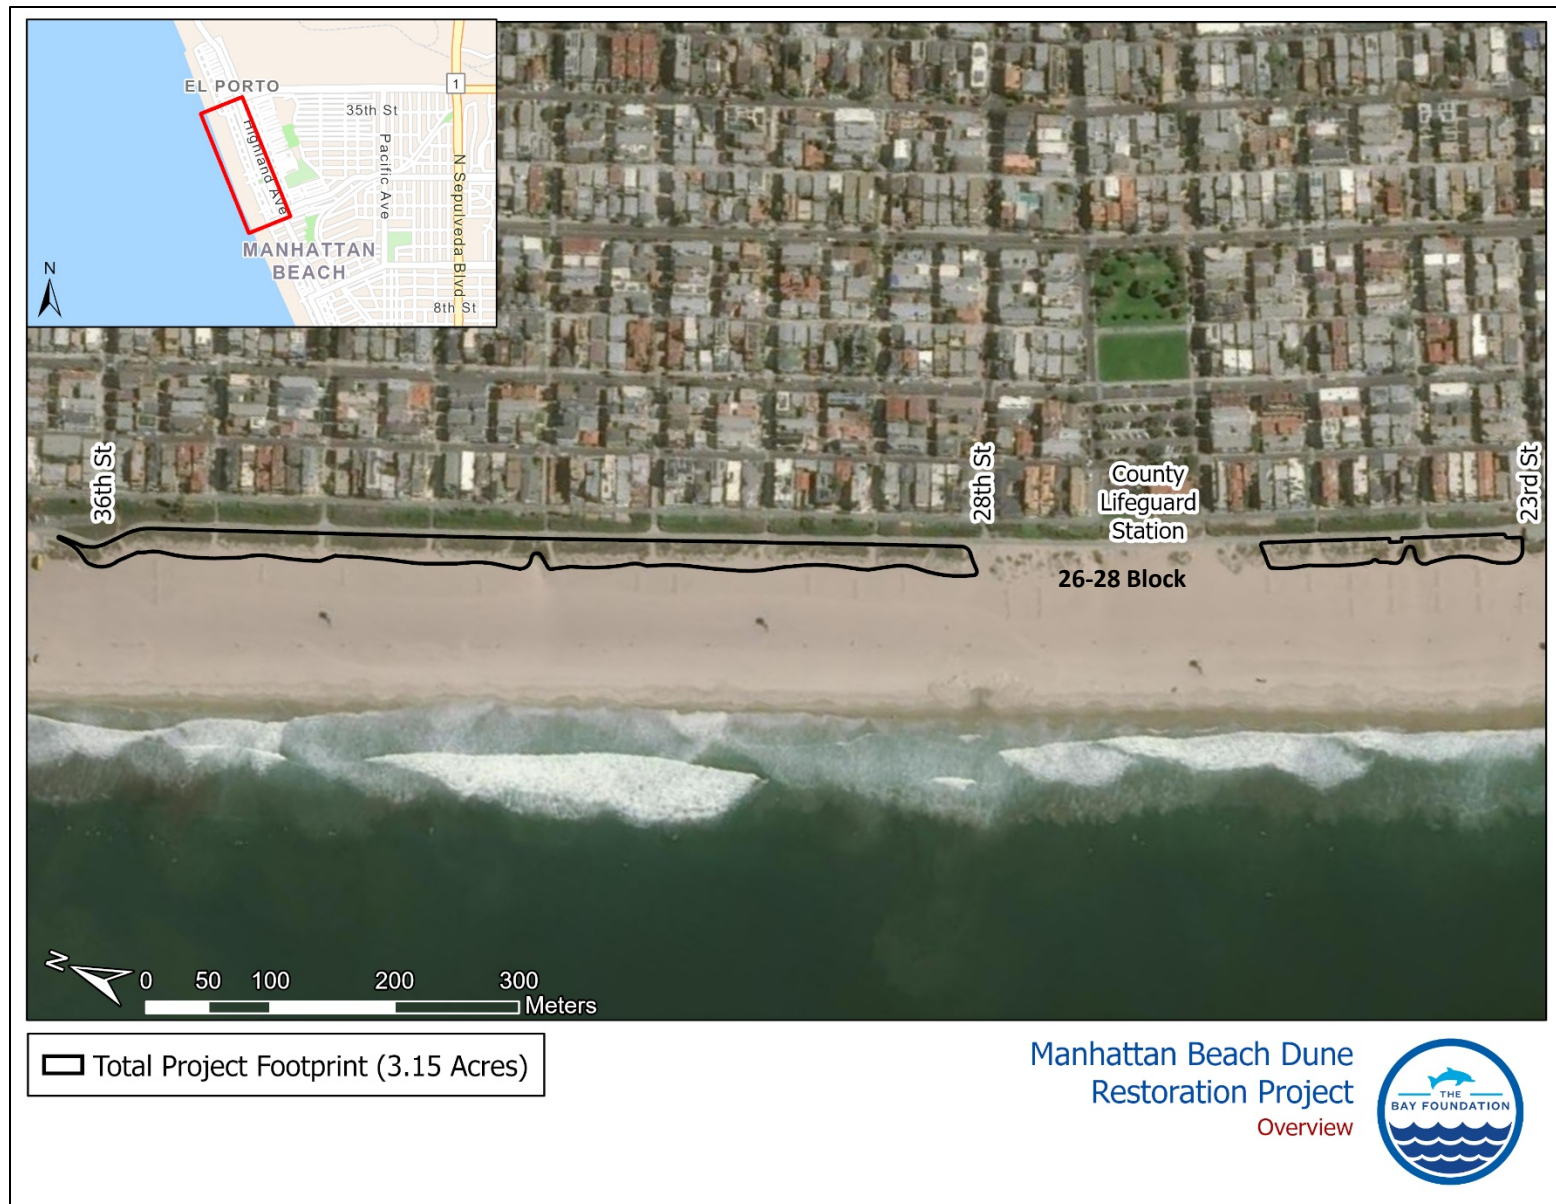 EL PORTO
1
35th St
Highland Ave
Pacific Ave
N Sepulveda Blvd
MANHATTAN
BEACH
8th St
N
36th St
28th St
County
Lifeguard
Station
23rd St
26-28 Block
N
0 50 100 200 300
Meters
Total Project Footprint (3.15 Acres)
Manhattan Beach Dune
Restoration Project
Overview
THE
BAY FOUNDATION